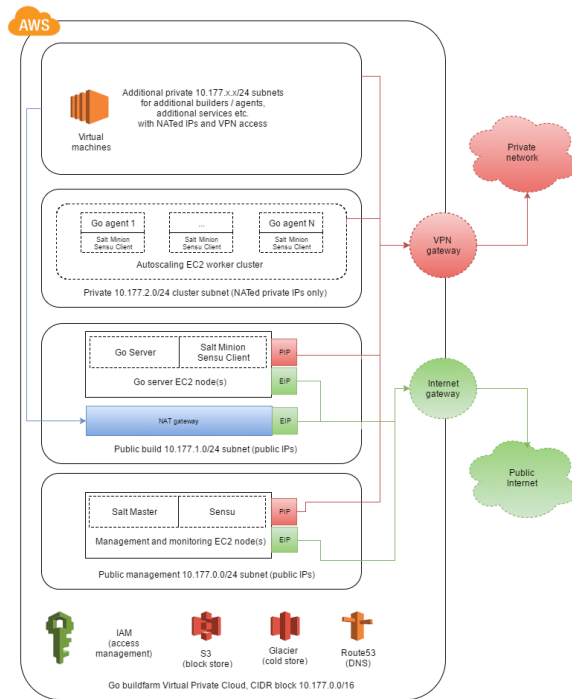 AWS
Additional private 10.177.x.x/24 subnets
for additional builders / agents,
additional services etc.
with NATed IPs and VPN access
Virtual
machines
Private
network
Go agent 1
...
Go agent N
Salt Minion
Sensu Client
Salt Minion
Sensu Client
Salt Minion
Sensu Client
Autoscaling EC2 worker cluster
VPN
gateway
Private 10.177.2.0/24 cluster subnet (NATed private IPs only)
Go Server
Salt Minion
Sensu Client
PIP
Go server EC2 node(s)
EIP
Internet
gateway
NAT gateway
EIP
Public build 10.177.1.0/24 subnet (public IPs)
Public
Internet
Salt Master
Sensu
PIP
Management and monitoring EC2 node(s)
EIP
Public management 10.177.0.0/24 subnet (public IPs)
IAM
(access
management)
S3
(block store)
Glacier
(cold store)
Route53
(DNS)
Go buildfarm Virtual Private Cloud, CIDR block 10.177.0.0/16